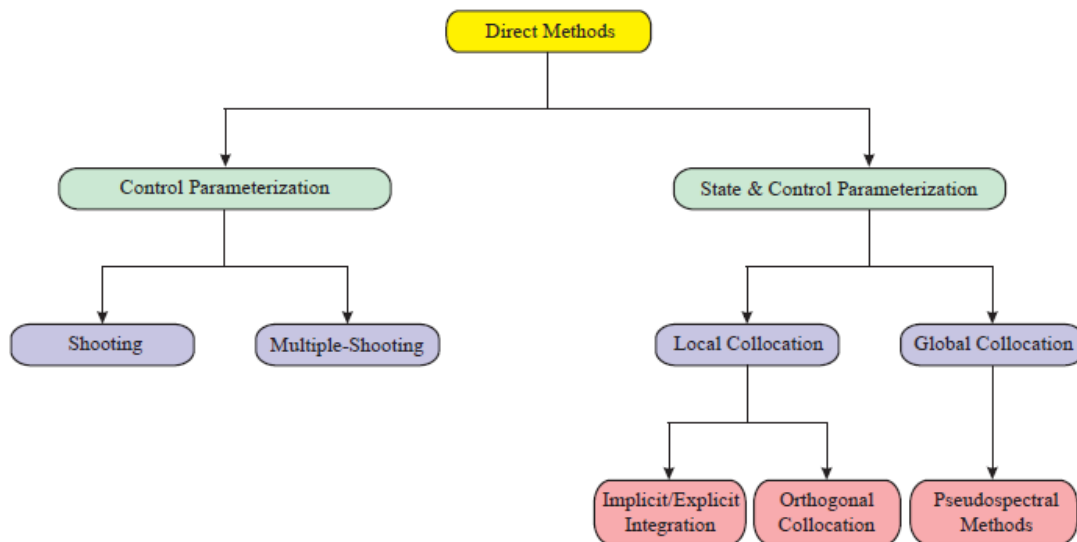 Direct Methods
Control Parameterization
State & Control Parameterization
Shooting
Multiple-Shooting
Local Collocation
Global Collocation
Implicit/Explicit
Integration
Orthogonal
Collocation
Pseudospectral
Methods